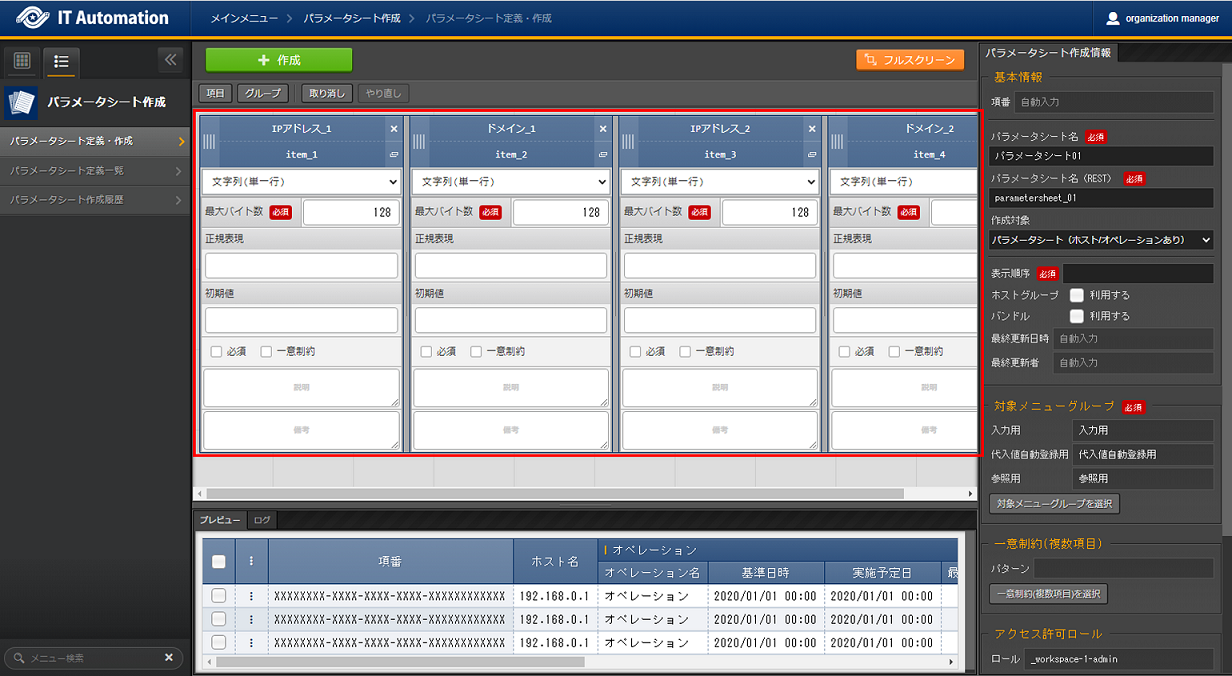 IT Automation
メインメニュー
パラメータシート作成
パラメータシート定義・作成
organization manager
パラメータシート作成
パラメータシート定義・作成
パラメータシート定義一覧
パラメータシート作成履歴
メニュー検索
作成
フルスクリーン
項目
グループ
取り消し
やり直し
IPアドレス_1
item_1
文字列(単一行)
最大バイト数 必須 128
正規表現
初期値
必須 一意制約
説明
備考
ドメイン_1
item_2
文字列(単一行)
最大バイト数 必須 128
正規表現
初期値
必須 一意制約
説明
備考
IPアドレス_2
item_3
文字列(単一行)
最大バイト数 必須 128
正規表現
初期値
必須 一意制約
説明
備考
ドメイン_2
item_4
文字列(単一行)
最大バイト数 必須
正規表現
初期値
必須 一意制約
説明
備考
プレビュー
ログ
項番
ホスト名
オペレーション
オペレーション名 基準日時 実施予定日 最
XXXXXXXX-XXXX-XXXX-XXXX-XXXXXXXXXXXX 192.168.0.1 オペレーション 2020/01/01 00:00 2020/01/01 00:00
XXXXXXXX-XXXX-XXXX-XXXX-XXXXXXXXXXXX 192.168.0.1 オペレーション 2020/01/01 00:00 2020/01/01 00:00
XXXXXXXX-XXXX-XXXX-XXXX-XXXXXXXXXXXX 192.168.0.1 オペレーション 2020/01/01 00:00 2020/01/01 00:00
パラメータシート作成情報
基本情報
項番 自動入力
パラメータシート名 必須
パラメータシート01
パラメータシート名 (REST) 必須
parametersheet_01
作成対象
パラメータシート (ホスト/オペレーションあり)
表示順序 必須
ホストグループ 利用する
バンドル 利用する
最終更新日時 自動入力
最終更新者 自動入力
対象メニューグループ 必須
入力用 入力用
代入値自動登録用 代入値自動登録用
参照用 参照用
対象メニューグループを選択
一意制約(複数項目)
パターン
一意制約(複数項目)を選択
アクセス許可ロール
ロール _workspace-1-admin